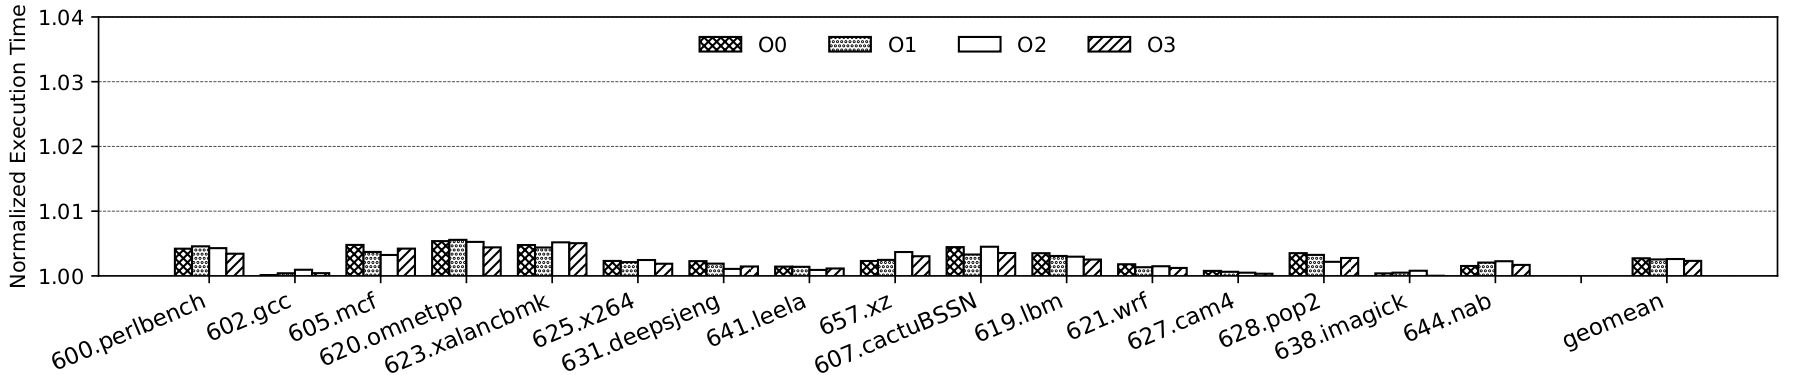 Normalized Execution Time
1.04
1.03
1.02
1.01
1.00
O0 O1 O2 O3
600.perlbench
602.gcc
605.mcf
620.omnetpp
623.xalancbmk
625.x264
631.deepsjeng
641.leela
657.xz
607.cactuBSSN
619.lbm
621.wrf
627.cam4
628.pop2
638.imagick
644.nab
geomean